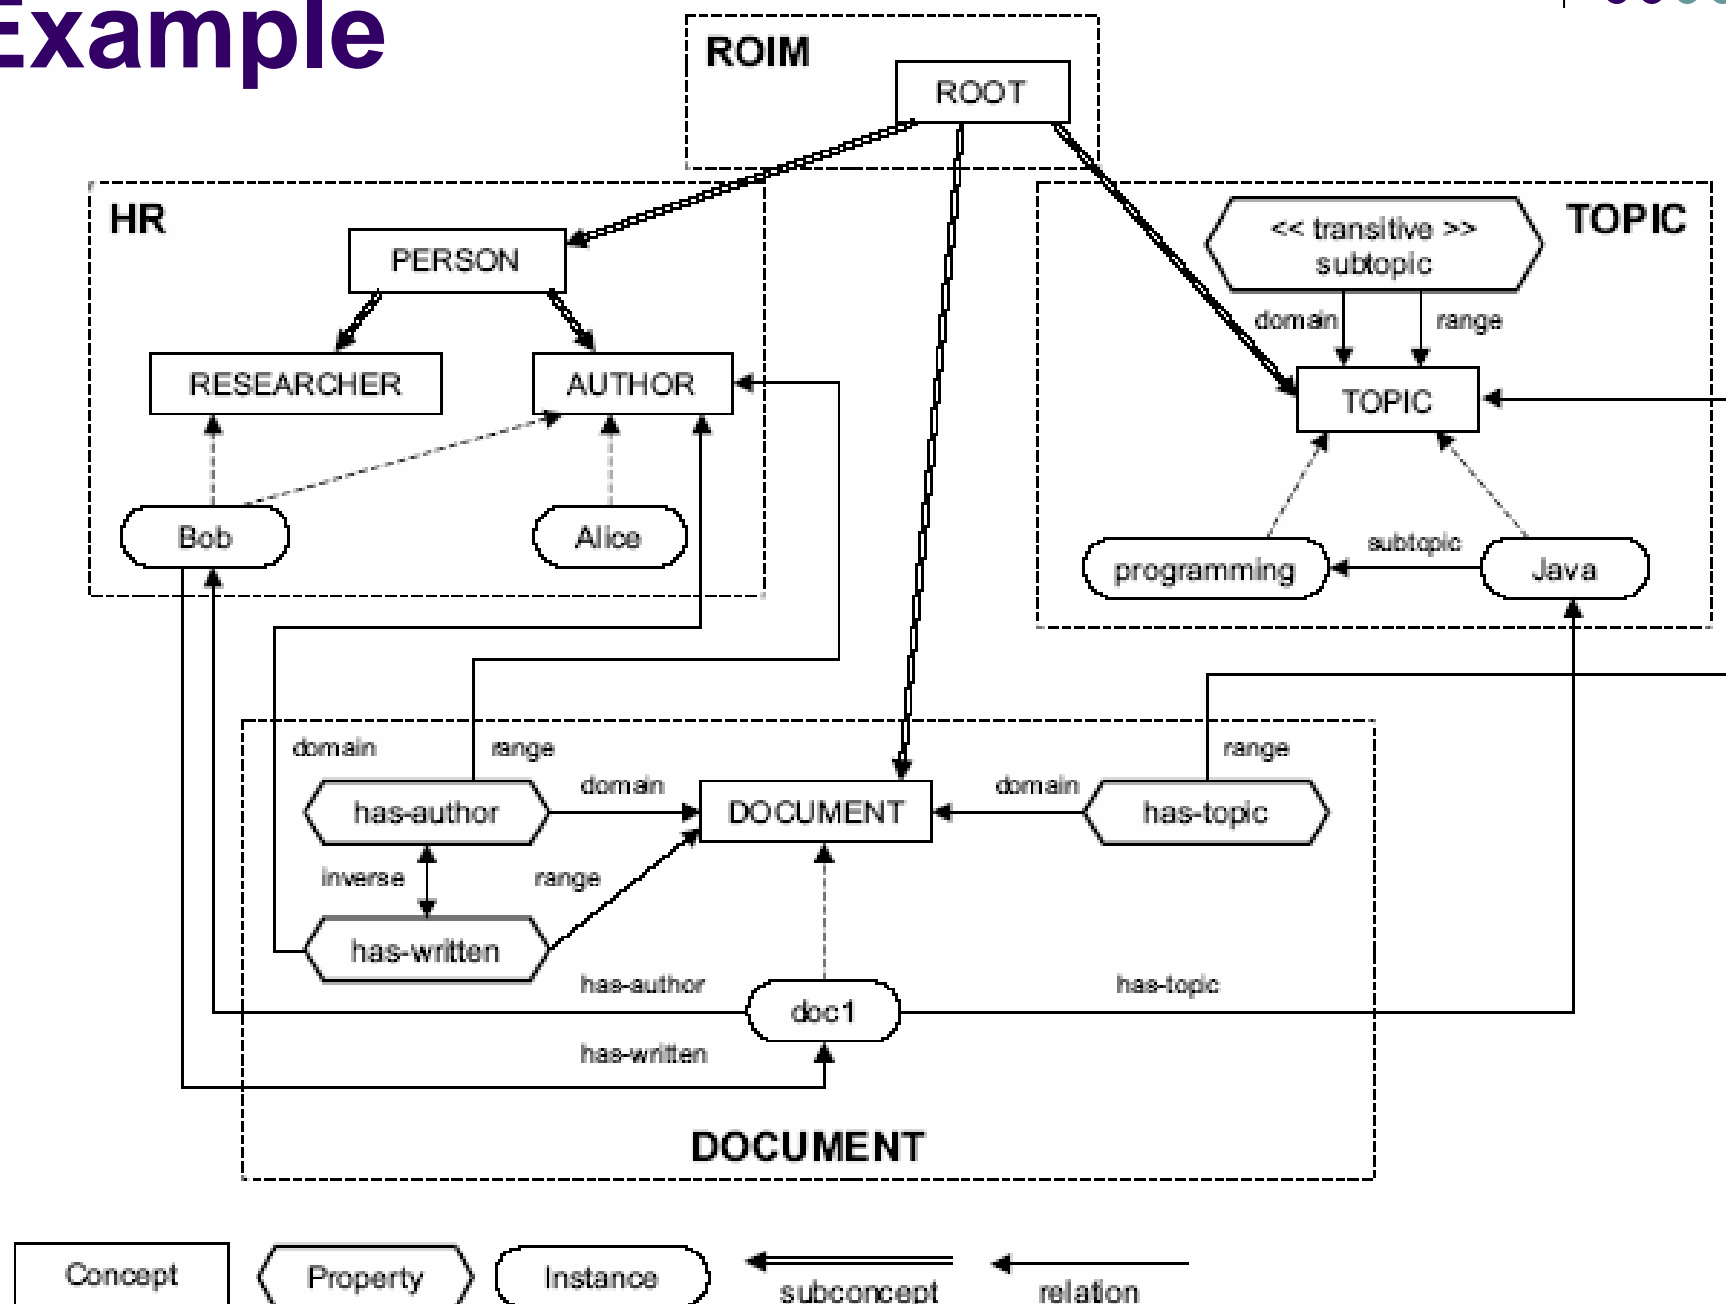 Example
ROIM
ROOT
HR
PERSON
RESEARCHER
AUTHOR
Bob
Alice
<< transitive >>
subtopic
TOPIC
domain
range
TOPIC
subtopic
programming
Java
domain
range
domain
domain
range
has-author
DOCUMENT
has-topic
inverse
range
has-written
has-author
doc1
has-topic
has-written
DOCUMENT
Concept
Property
Instance
subconcept
relation